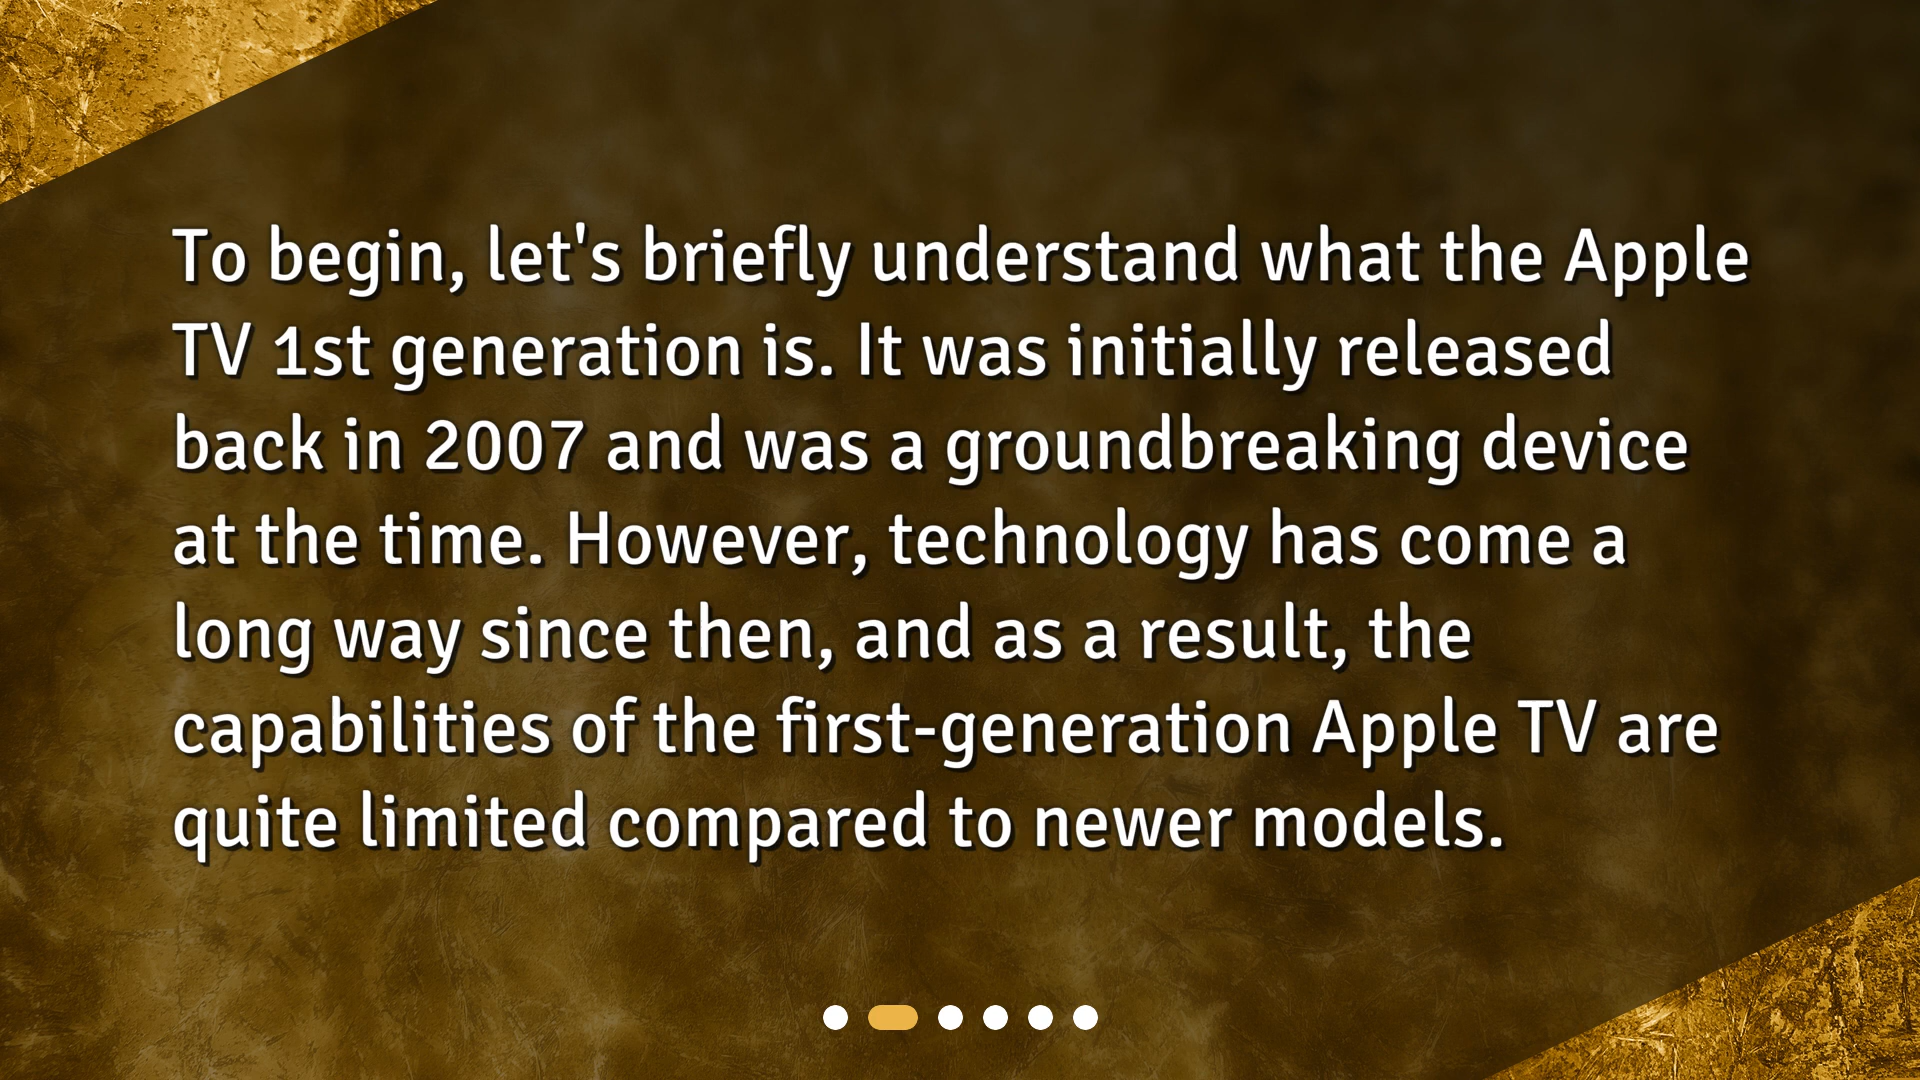 To begin, let's briefly understand what the Apple
TV 1st generation is. It was initially released
back in 2007 and was a groundbreaking device
at the time. However, technology has come a
long way since then, and as a result, the
capabilities of the first-generation Apple TV are
quite limited compared to newer models.